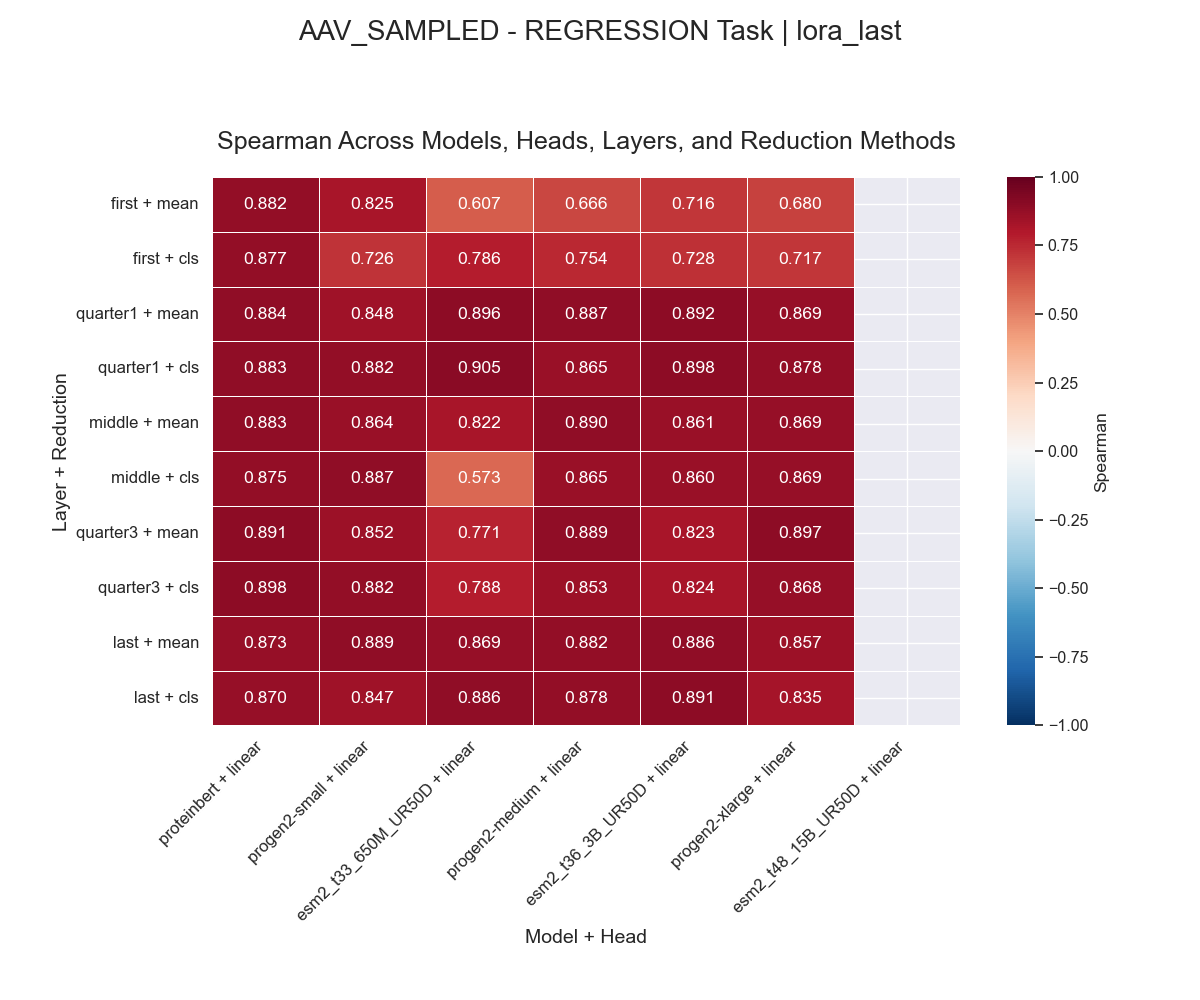 AAV_SAMPLED - REGRESSION Task | lora_last
Spearman Across Models, Heads, Layers, and Reduction Methods
Layer + Reduction
first + mean 0.882 0.825 0.607 0.666 0.716 0.680
first + cls 0.877 0.726 0.786 0.754 0.728 0.717
quarter1 + mean 0.884 0.848 0.896 0.887 0.892 0.869
quarter1 + cls 0.883 0.882 0.905 0.865 0.898 0.878
middle + mean 0.883 0.864 0.822 0.890 0.861 0.869
middle + cls 0.875 0.887 0.573 0.865 0.860 0.869
quarter3 + mean 0.891 0.852 0.771 0.889 0.823 0.897
quarter3 + cls 0.898 0.882 0.788 0.853 0.824 0.868
last + mean 0.873 0.889 0.869 0.882 0.886 0.857
last + cls 0.870 0.847 0.886 0.878 0.891 0.835
proteinbert + linear
progen2-small + linear
esm2_t33_650M_UR50D + linear
progen2-medium + linear
esm2_t36_3B_UR50D + linear
progen2-xlarge + linear
esm2_t48_15B_UR50D + linear
Model + Head
1.00
0.75
0.50
0.25
0.00
−0.25
−0.50
−0.75
−1.00
Spearman